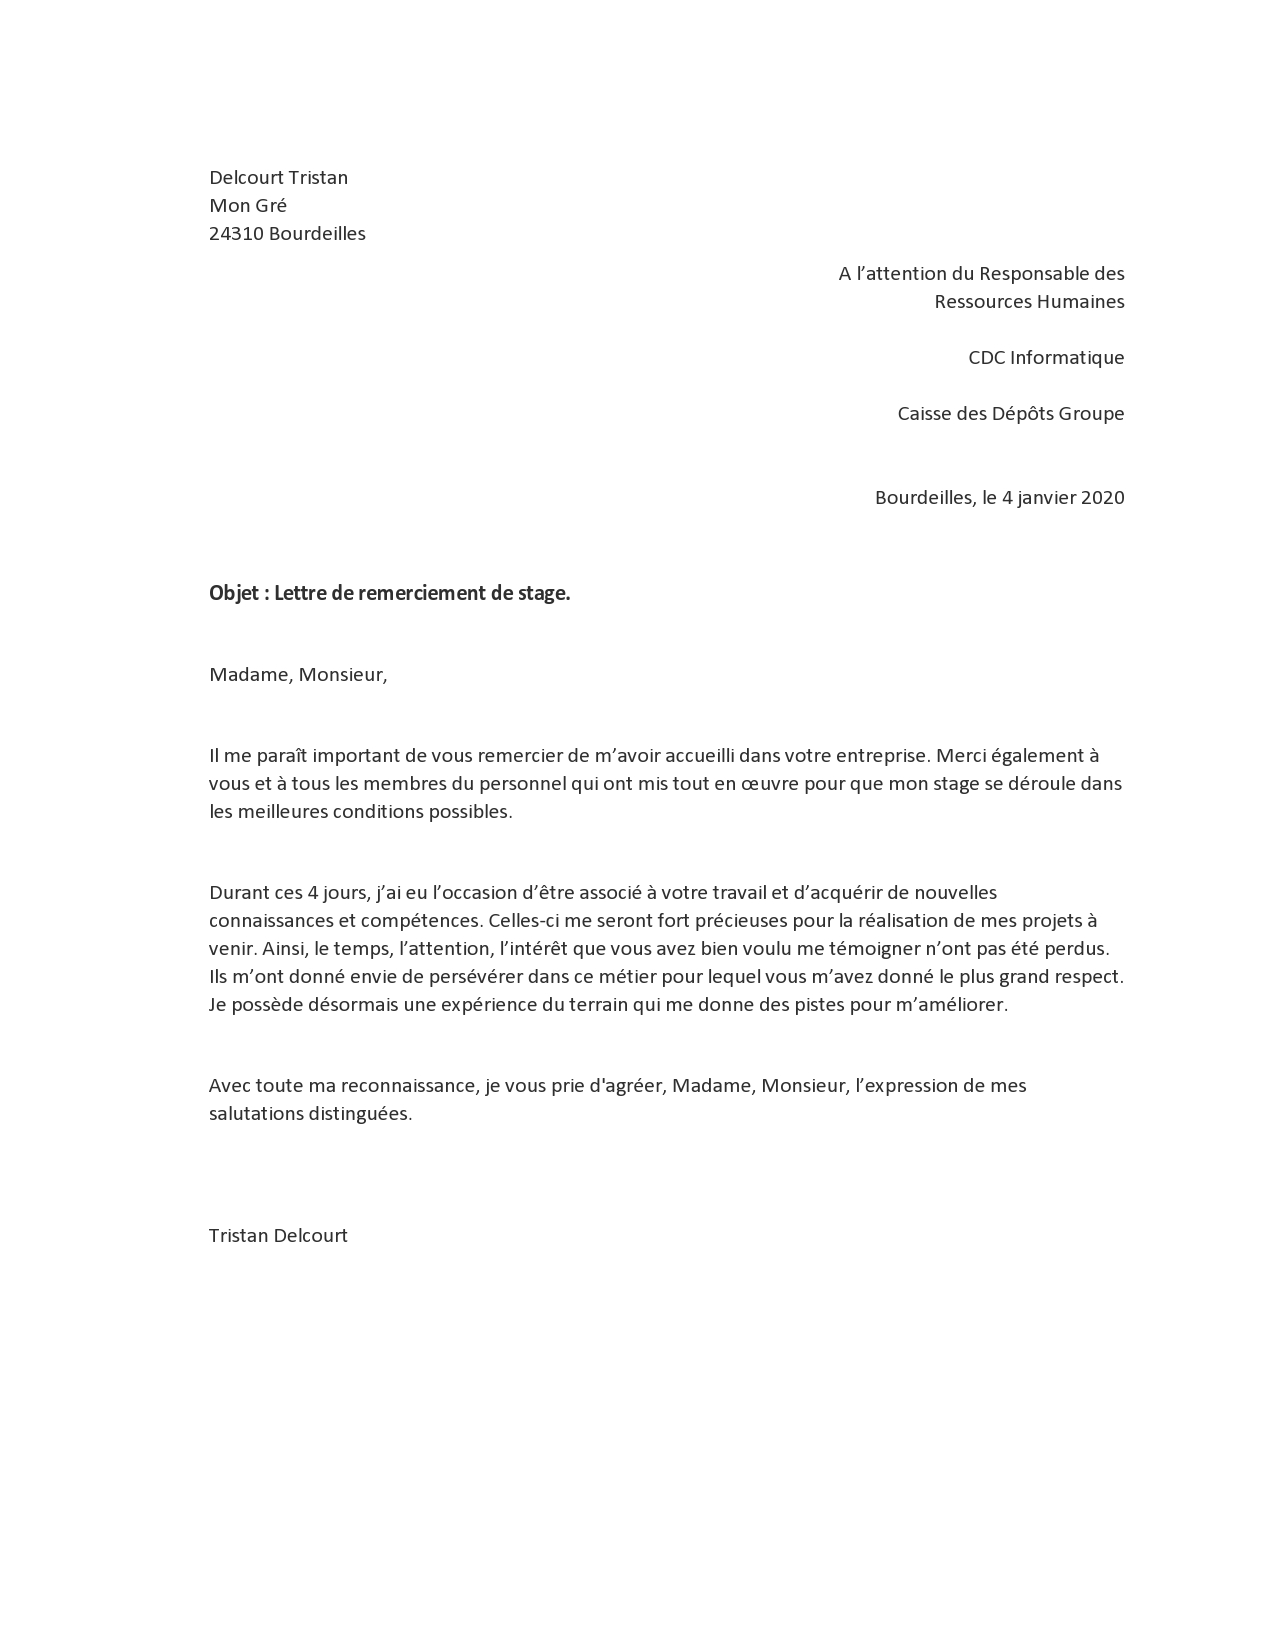 Delcourt Tristan
Mon Gré
24310 Bourdeilles
A l’attention du Responsable des
Ressources Humaines
CDC Informatique
Caisse des Dépôts Groupe
Bourdeilles, le 4 janvier 2020
Objet : Lettre de remerciement de stage.
Madame, Monsieur,
Il me paraît important de vous remercier de m’avoir accueilli dans votre entreprise. Merci également à
vous et à tous les membres du personnel qui ont mis tout en œuvre pour que mon stage se déroule dans
les meilleures conditions possibles.
Durant ces 4 jours, j’ai eu l’occasion d’être associé à votre travail et d’acquérir de nouvelles
connaissances et compétences. Celles-ci me seront fort précieuses pour la réalisation de mes projets à
venir. Ainsi, le temps, l’attention, l’intérêt que vous avez bien voulu me témoigner n’ont pas été perdus.
Ils m’ont donné envie de persévérer dans ce métier pour lequel vous m’avez donné le plus grand respect.
Je possède désormais une expérience du terrain qui me donne des pistes pour m’améliorer.
Avec toute ma reconnaissance, je vous prie d'agréer, Madame, Monsieur, l’expression de mes
salutations distinguées.
Tristan Delcourt